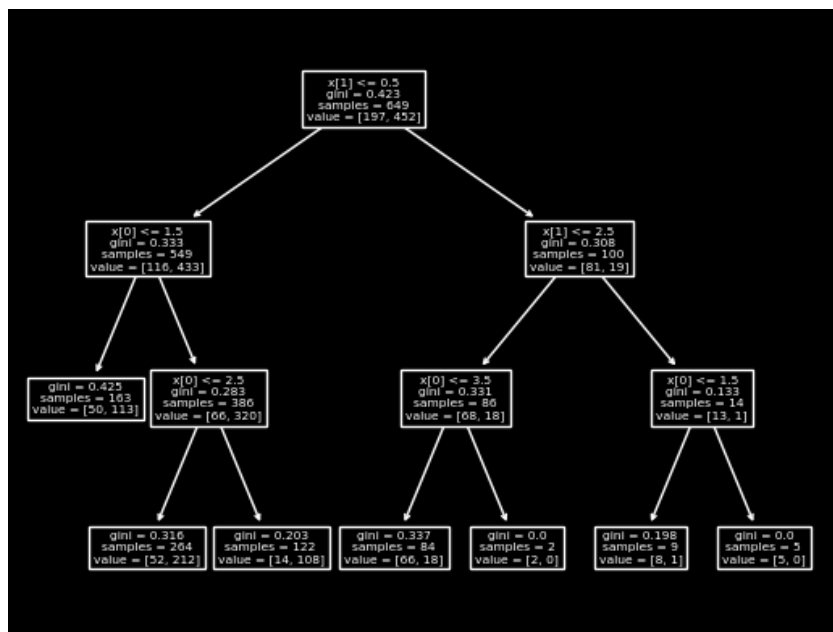 x[1] <= 0.5
gini = 0.423
samples = 649
value = [197, 452]
x[0] <= 1.5
gini = 0.333
samples = 549
value = [116, 433]
x[1] <= 2.5
gini = 0.308
samples = 100
value = [81, 19]
gini = 0.425
samples = 163
value = [50, 113]
x[0] <= 2.5
gini = 0.283
samples = 386
value = [66, 320]
x[0] <= 3.5
gini = 0.331
samples = 86
value = [68, 18]
x[0] <= 1.5
gini = 0.133
samples = 14
value = [13, 1]
gini = 0.316
samples = 264
value = [52, 212]
gini = 0.203
samples = 122
value = [14, 108]
gini = 0.337
samples = 84
value = [66, 18]
gini = 0.0
samples = 2
value = [2, 0]
gini = 0.198
samples = 9
value = [8, 1]
gini = 0.0
samples = 5
value = [5, 0]